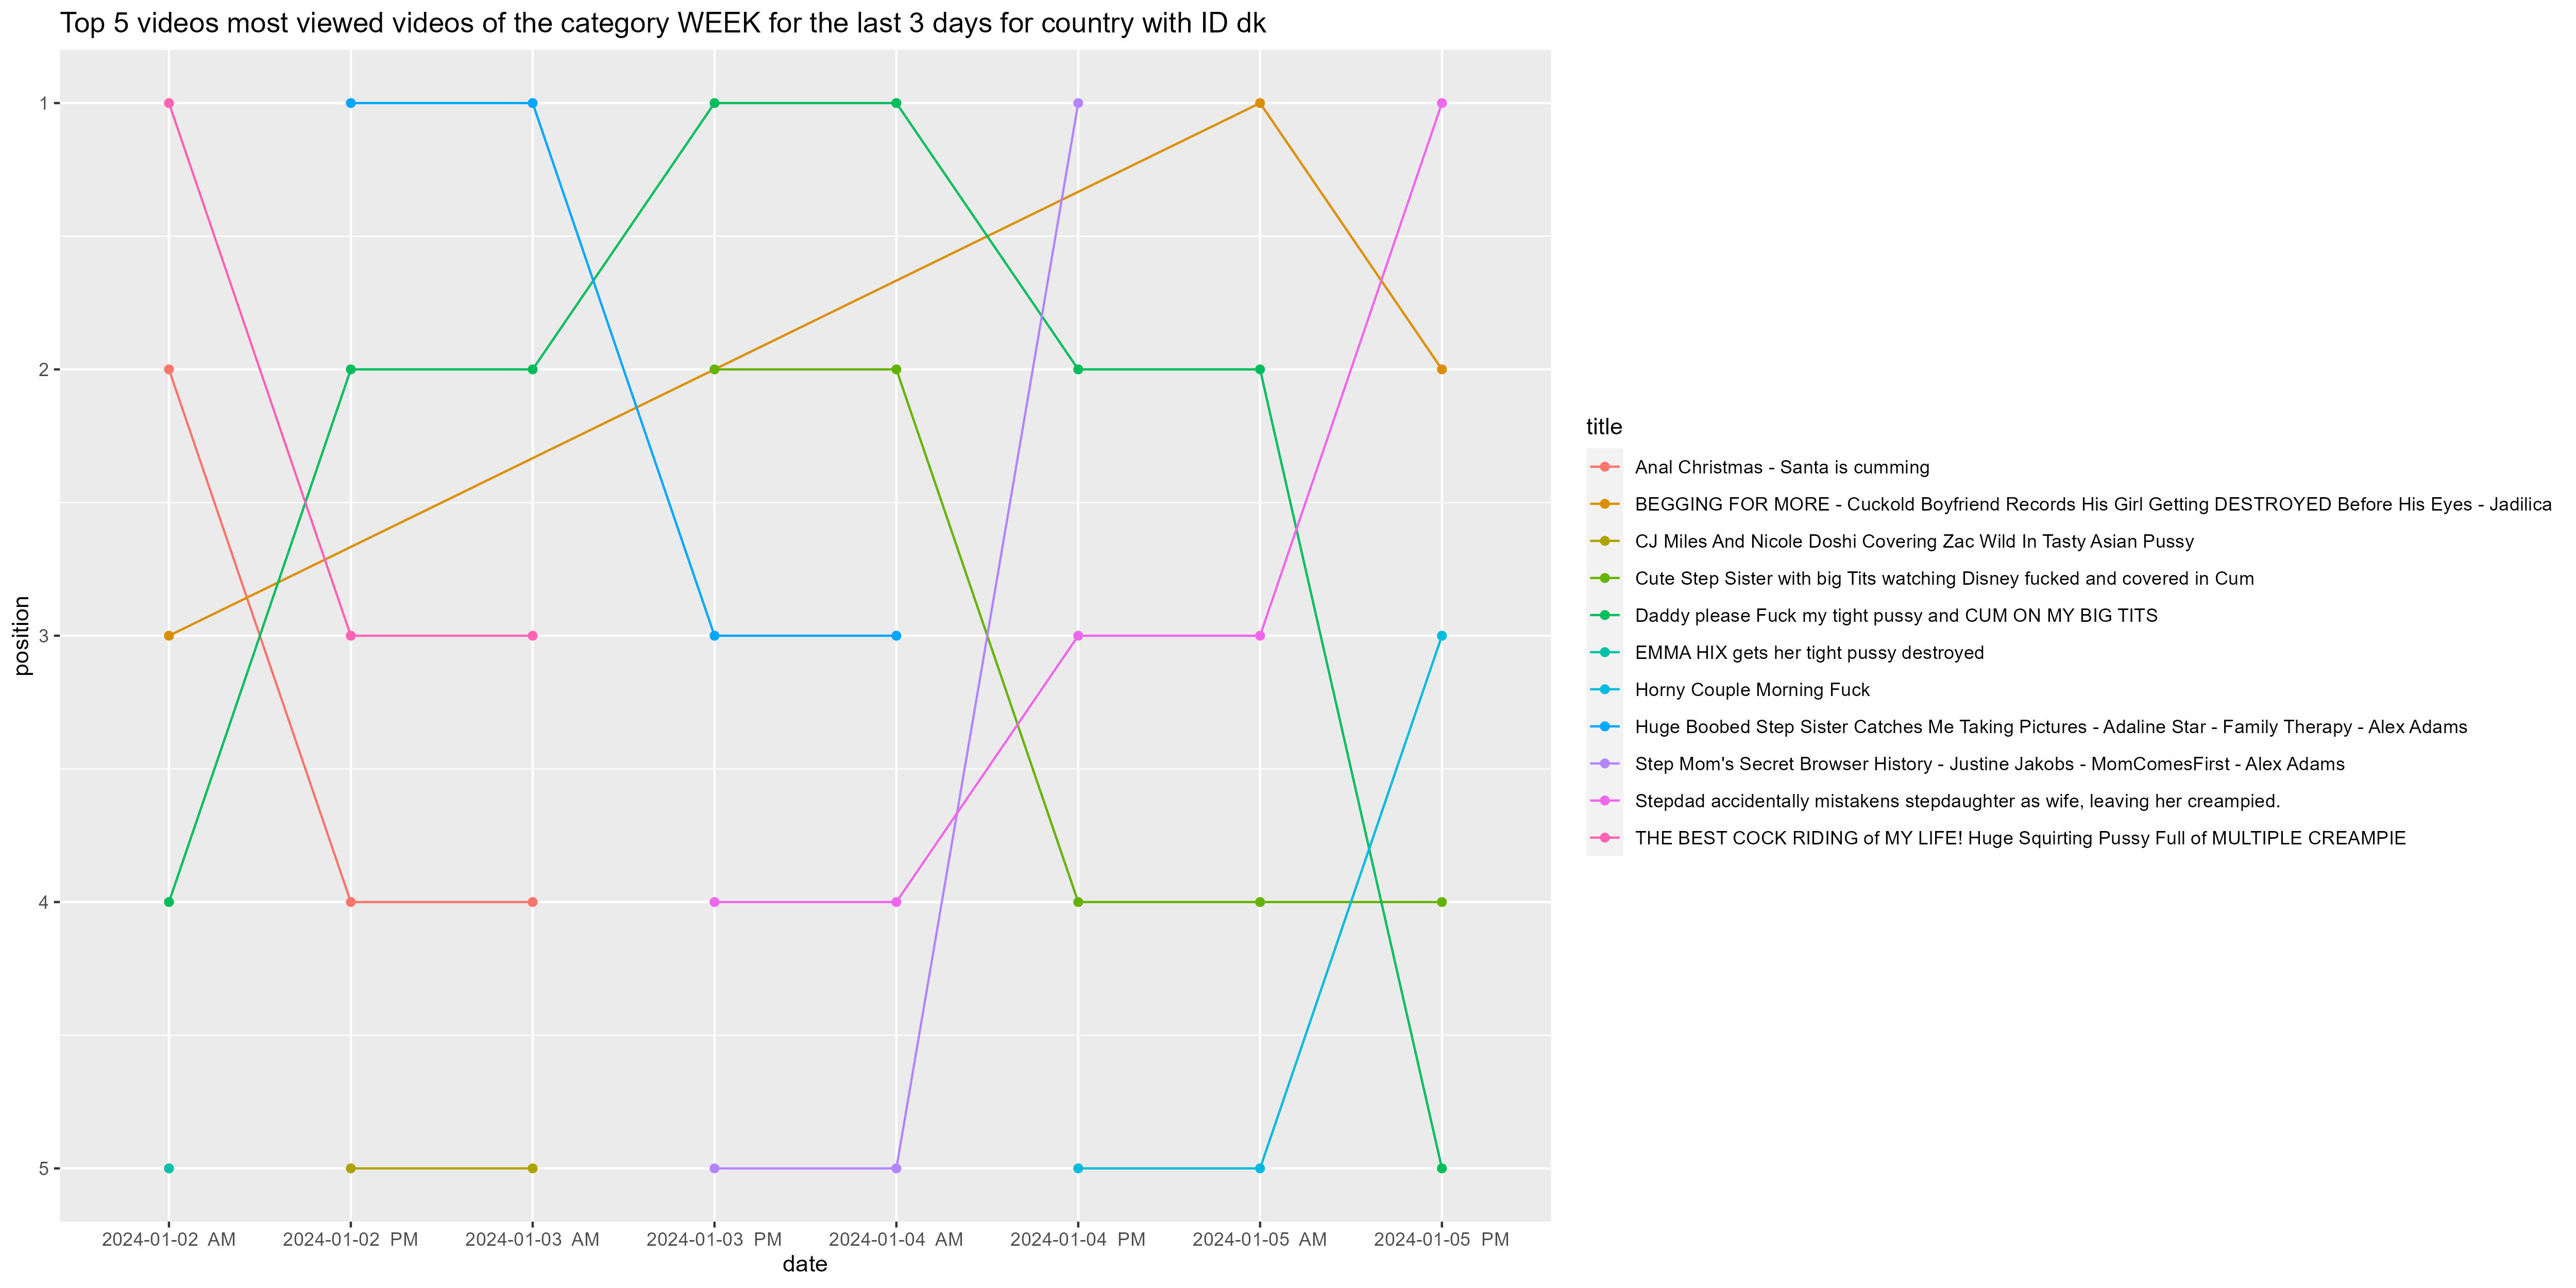 Top 5 videos most viewed videos of the category WEEK for the last 3 days for country with ID dk
position
1
2
3
4
5
2024-01-02 AM
2024-01-02 PM
2024-01-03 AM
2024-01-03 PM
2024-01-04 AM
2024-01-04 PM
2024-01-05 AM
2024-01-05 PM
date
title
Anal Christmas - Santa is cumming
BEGGING FOR MORE - Cuckold Boyfriend Records His Girl Getting DESTROYED Before His Eyes - Jadilica
CJ Miles And Nicole Doshi Covering Zac Wild In Tasty Asian Pussy
Cute Step Sister with big Tits watching Disney fucked and covered in Cum
Daddy please Fuck my tight pussy and CUM ON MY BIG TITS
EMMA HIX gets her tight pussy destroyed
Horny Couple Morning Fuck
Huge Boobed Step Sister Catches Me Taking Pictures - Adaline Star - Family Therapy - Alex Adams
Step Mom's Secret Browser History - Justine Jakobs - MomComesFirst - Alex Adams
Stepdad accidentally mistakens stepdaughter as wife, leaving her creampied.
THE BEST COCK RIDING of MY LIFE! Huge Squirting Pussy Full of MULTIPLE CREAMPIE